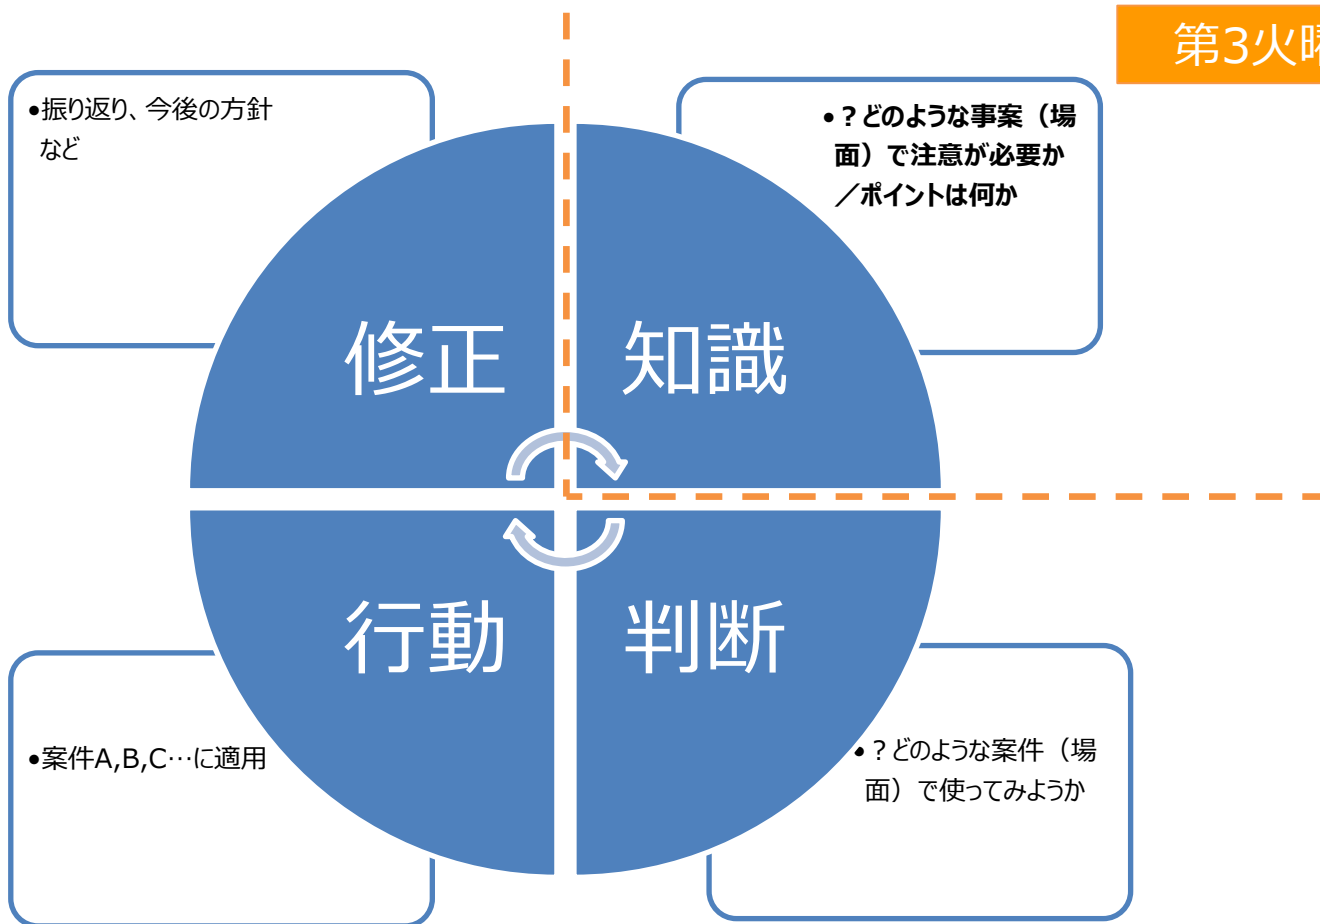 第3火
•振り返り、今後の方針
など
•？どのような事案（場
面）で注意が必要か
／ポイントは何か
修正
知識
行動
判断
•案件A,B,C…に適用
•？どのような案件（場
面）で使ってみようか